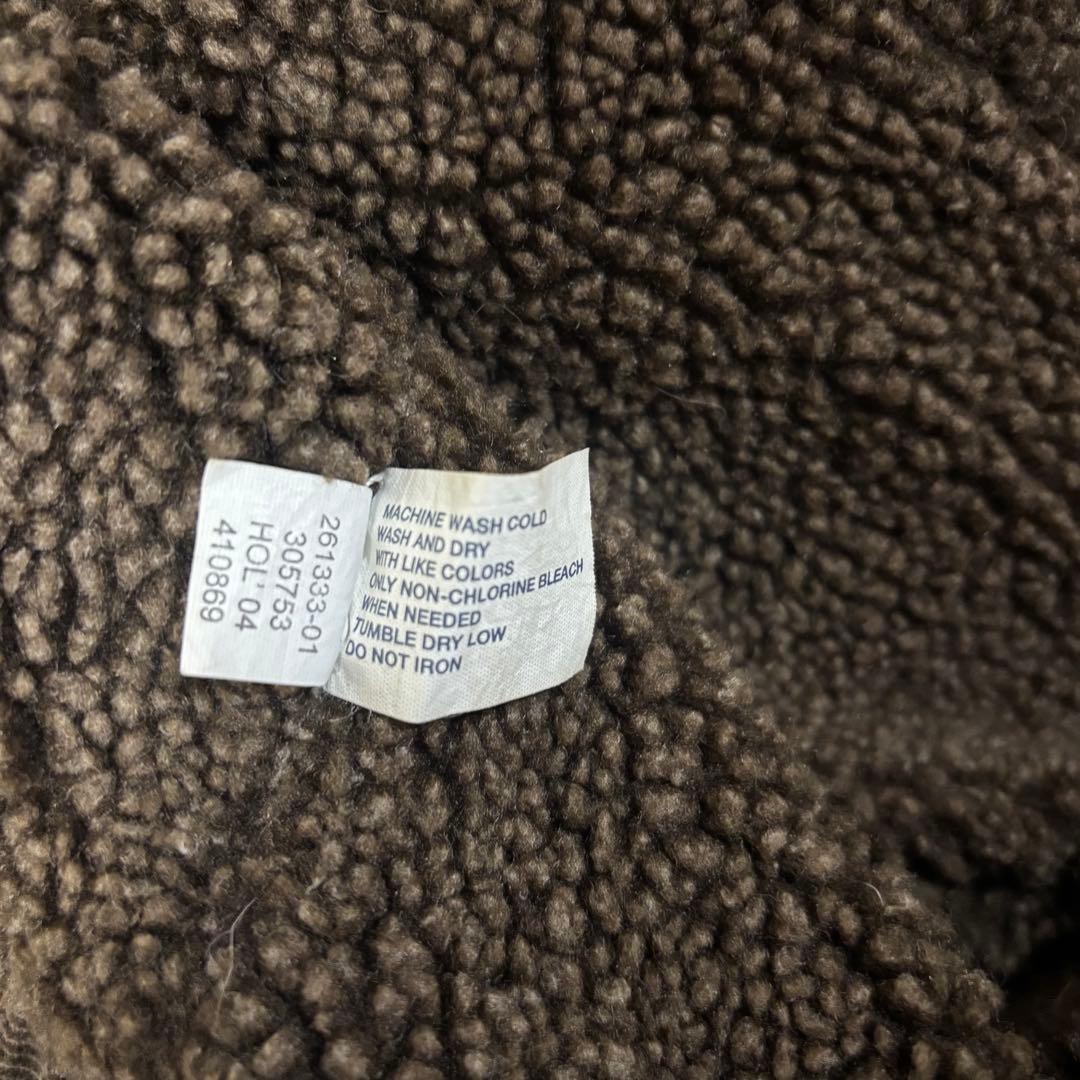 261333-01
305753
HOL' 04
410869
MACHINE WASH COLD
WASH AND DRY
WITH LIKE COLORS
ONLY NON-CHLORINE BLEACH
WHEN NEEDED
TUMBLE DRY LOW
DO NOT IRON